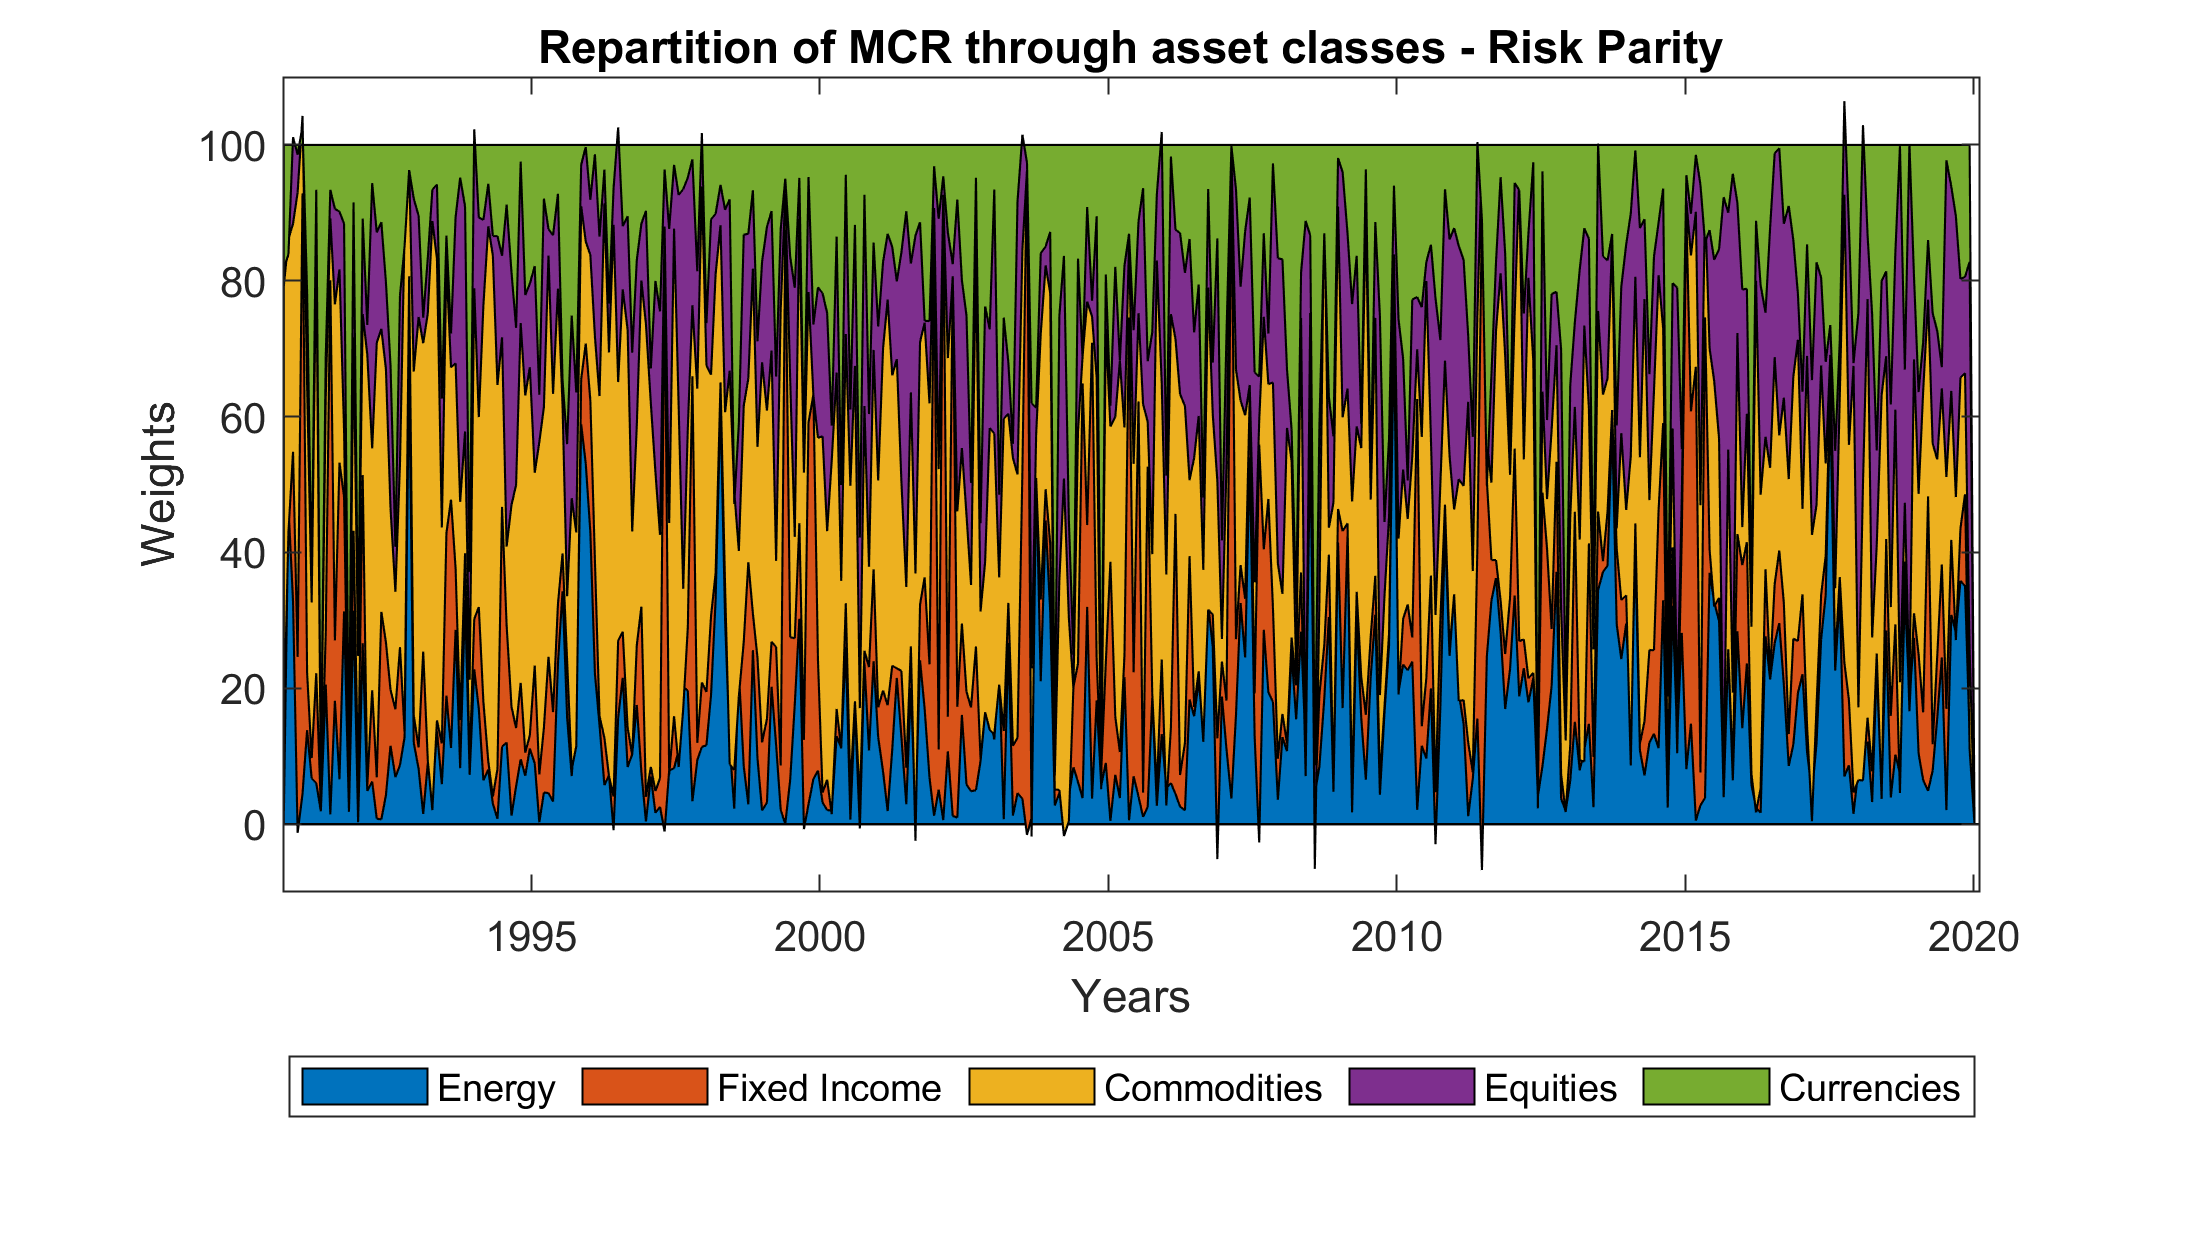 Repartition of MCR through asset classes - Risk Parity
Weights
100
80
60
40
20
0
1995 2000 2005 2010 2015 2020
Years
Energy Fixed Income Commodities Equities Currencies